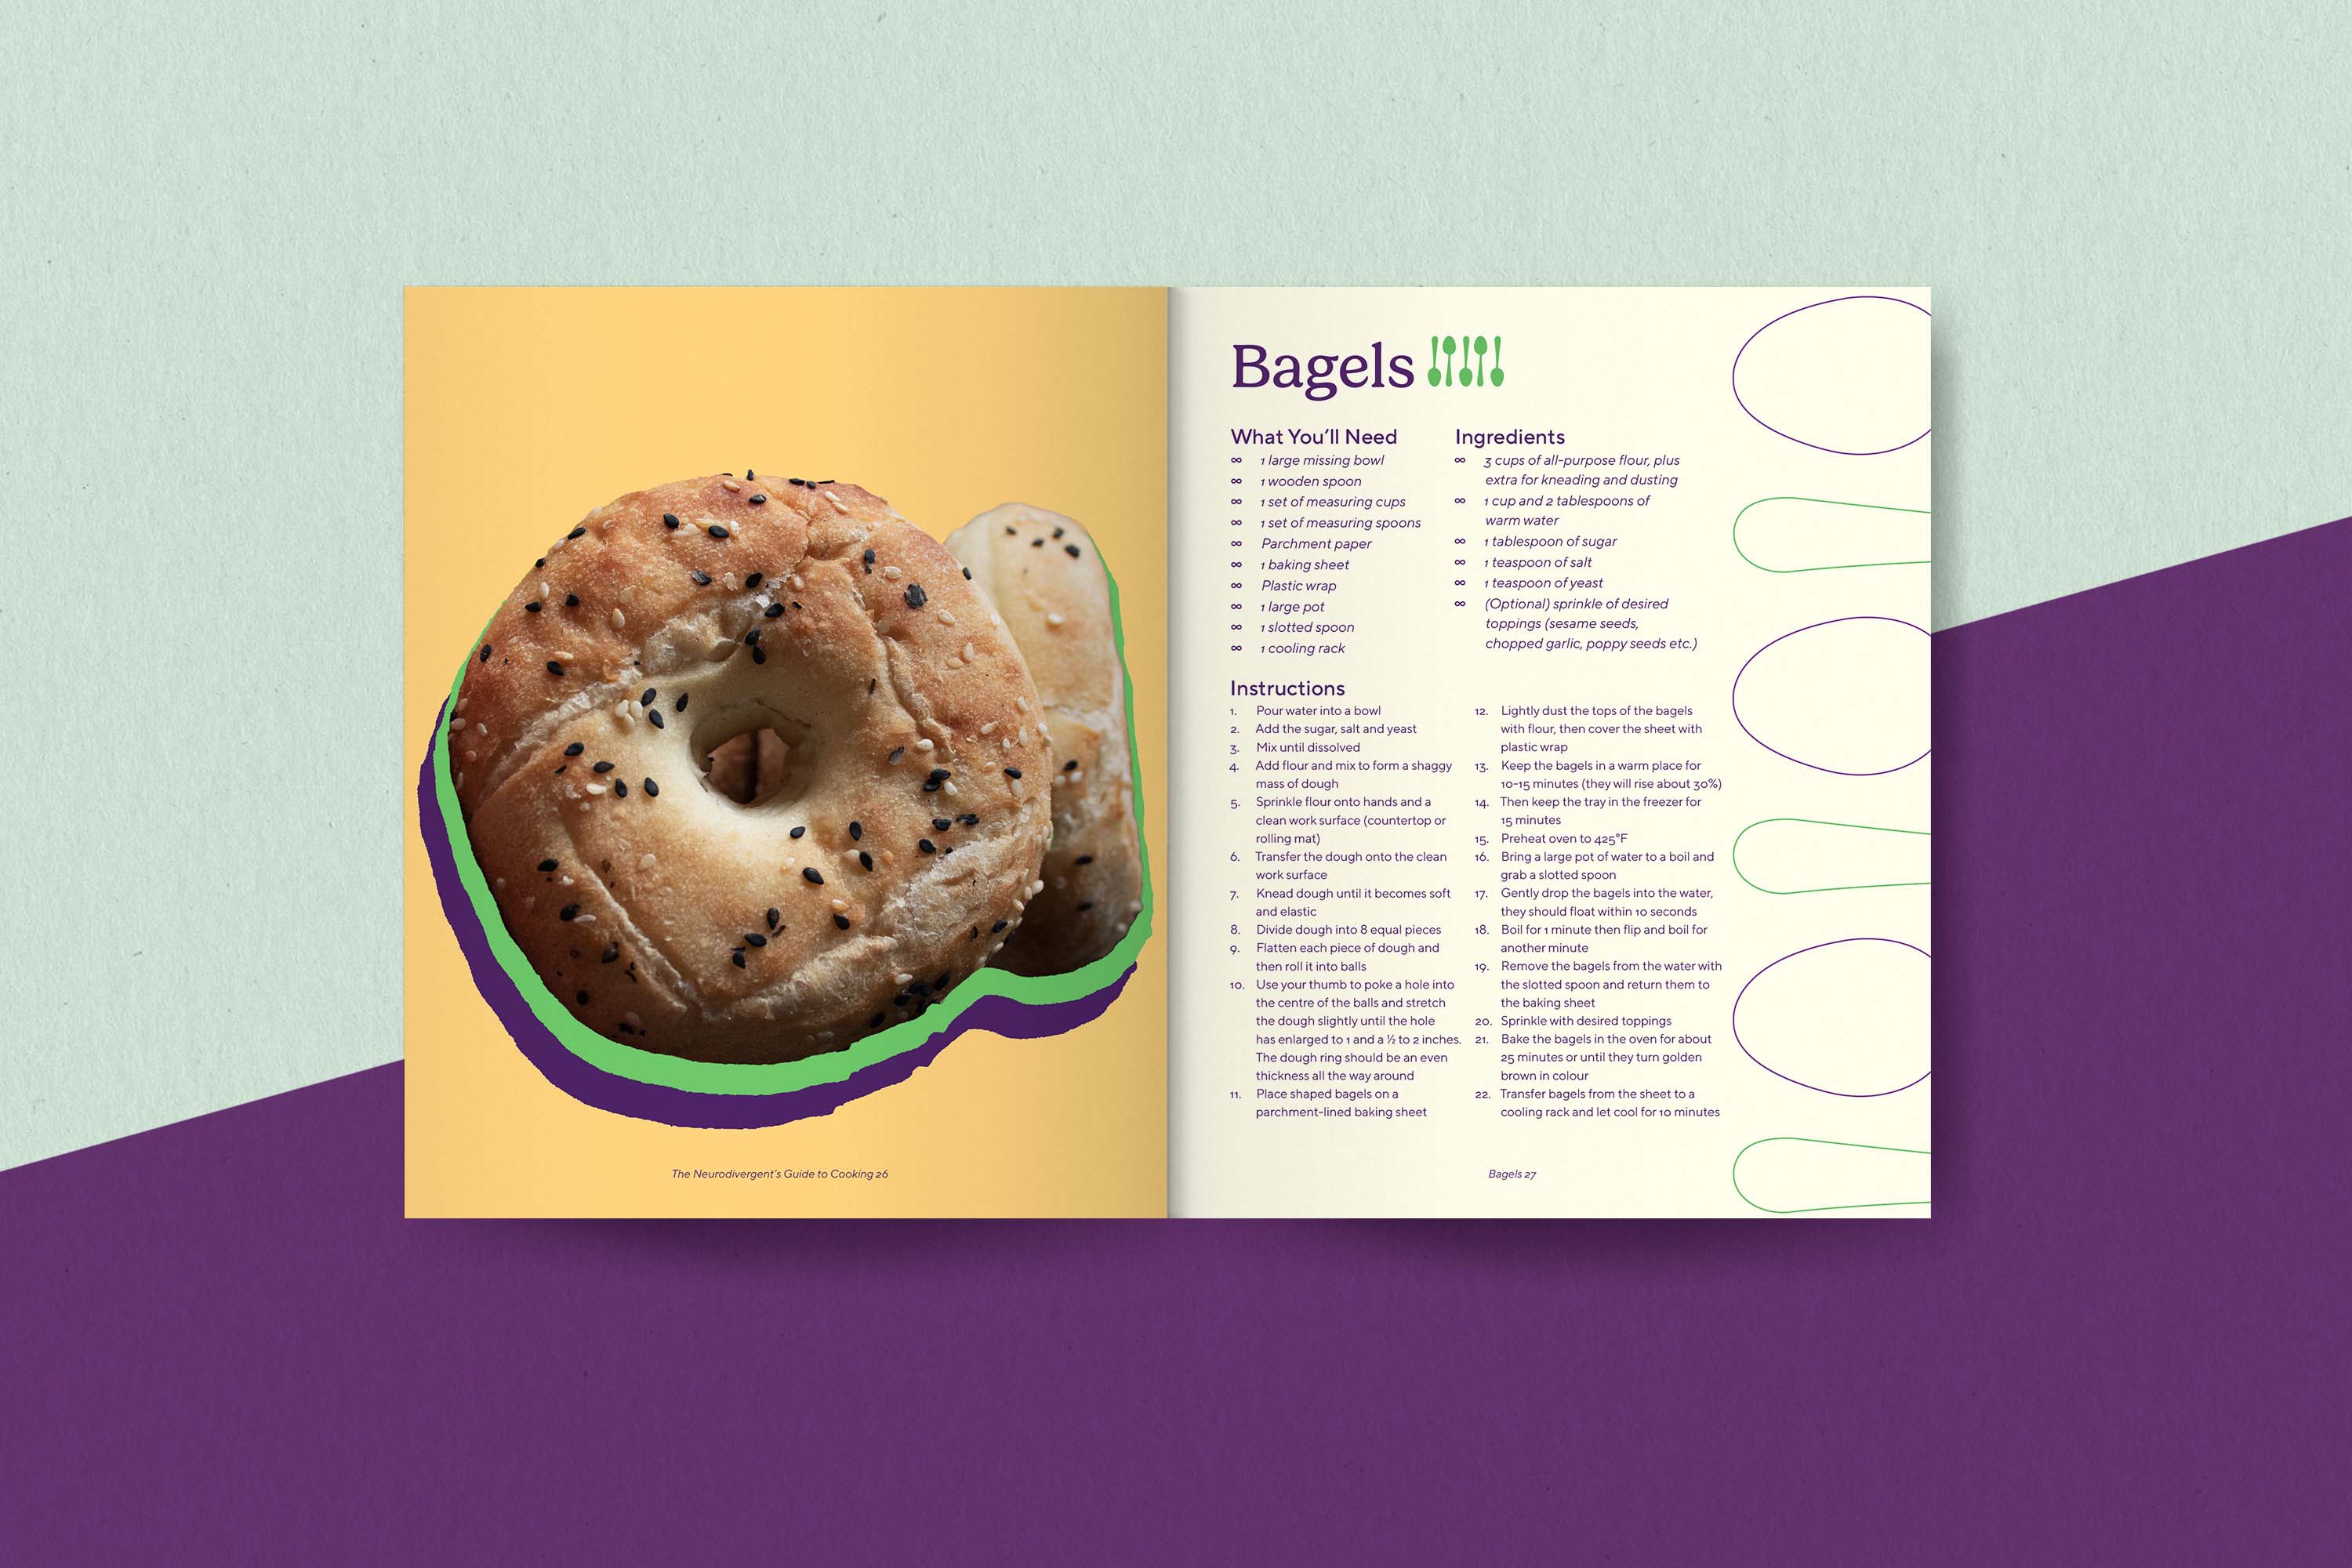 Bagels
What You'll Need
∞ 1 large missing bowl
∞ 1 wooden spoon
∞ 1 set of measuring cups
∞ 1 set of measuring spoons
∞ Parchment paper
∞ 1 baking sheet
∞ Plastic wrap
∞ 1 large pot
∞ 1 slotted spoon
∞ 1 cooling rack
Ingredients
∞ 3 cups of all-purpose flour, plus
extra for kneading and dusting
∞ 1 cup and 2 tablespoons of
warm water
∞ 1 tablespoon of sugar
∞ 1 teaspoon of salt
∞ 1 teaspoon of yeast
∞ (Optional) sprinkle of desired
toppings (sesame seeds,
chopped garlic, poppy seeds etc.)
Instructions
1. Pour water into a bowl
2. Add the sugar, salt and yeast
3. Mix until dissolved
4. Add flour and mix to form a shaggy
mass of dough
5. Sprinkle flour onto hands and a
clean work surface (countertop or
rolling mat)
6. Transfer the dough onto the clean
work surface
7. Knead dough until it becomes soft
and elastic
8. Divide dough into 8 equal pieces
9. Flatten each piece of dough and
then roll it into balls
10. Use your thumb to poke a hole into
the centre of the balls and stretch
the dough slightly until the hole
has enlarged to 1 and a ½ to 2 inches.
The dough ring should be an even
thickness all the way around
11. Place shaped bagels on a
parchment-lined baking sheet
12. Lightly dust the tops of the bagels
with flour, then cover the sheet with
plastic wrap
13. Keep the bagels in a warm place for
10-15 minutes (they will rise about 30%)
14. Then keep the tray in the freezer for
15 minutes
15. Preheat oven to 425°F
16. Bring a large pot of water to a boil and
grab a slotted spoon
17. Gently drop the bagels into the water,
they should float within 10 seconds
18. Boil for 1 minute then flip and boil for
another minute
19. Remove the bagels from the water with
the slotted spoon and return them to
the baking sheet
20. Sprinkle with desired toppings
21. Bake the bagels in the oven for about
25 minutes or until they turn golden
brown in colour
22. Transfer bagels from the sheet to a
cooling rack and let cool for 10 minutes
The Neurodivergent's Guide to Cooking 26
Bagels 27